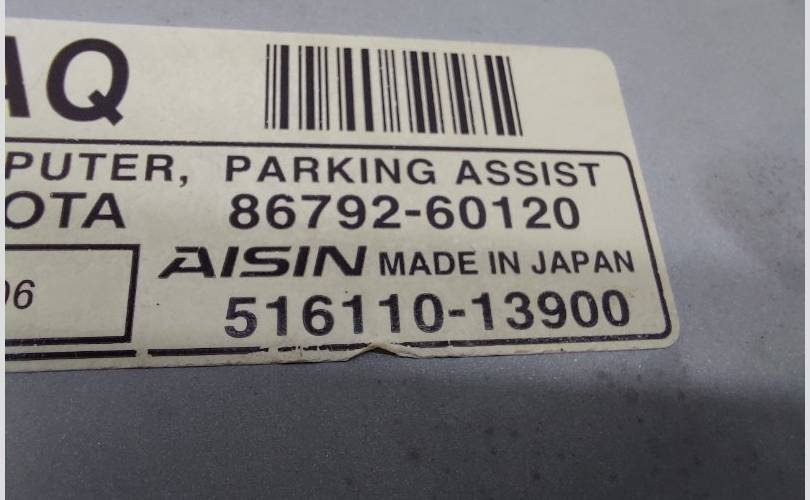 AQ
PUTER, PARKING ASSIST
OTA 86792-60120
AISIN MADE IN JAPAN
06 516110-13900